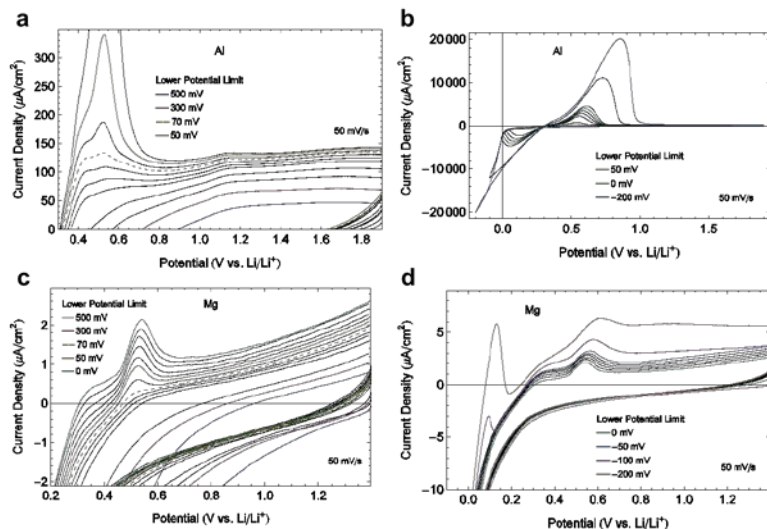 a
Al
Lower Potential Limit
500 mV
300 mV
70 mV
50 mV
50 mV/s
Current Density (μA/cm²)
300
250
200
150
100
50
0
0.4 0.6 0.8 1.0 1.2 1.4 1.6 1.8
Potential (V vs. Li/Li⁺)
b
Al
Lower Potential Limit
50 mV
0 mV
−200 mV
50 mV/s
Current Density (μA/cm²)
20000
10000
0
−10000
−20000
0.0 0.5 1.0 1.5
Potential (V vs. Li/Li⁺)
c
Mg
Lower Potential Limit
500 mV
300 mV
70 mV
50 mV
0 mV
50 mV/s
Current Density (μA/cm²)
2
1
0
−1
−2
0.2 0.4 0.6 0.8 1.0 1.2
Potential (V vs. Li/Li⁺)
d
Mg
Lower Potential Limit
0 mV
−50 mV
−100 mV
−200 mV
50 mV/s
Current Density (μA/cm²)
5
0
−5
−10
0.0 0.2 0.4 0.6 0.8 1.0 1.2
Potential (V vs. Li/Li⁺)